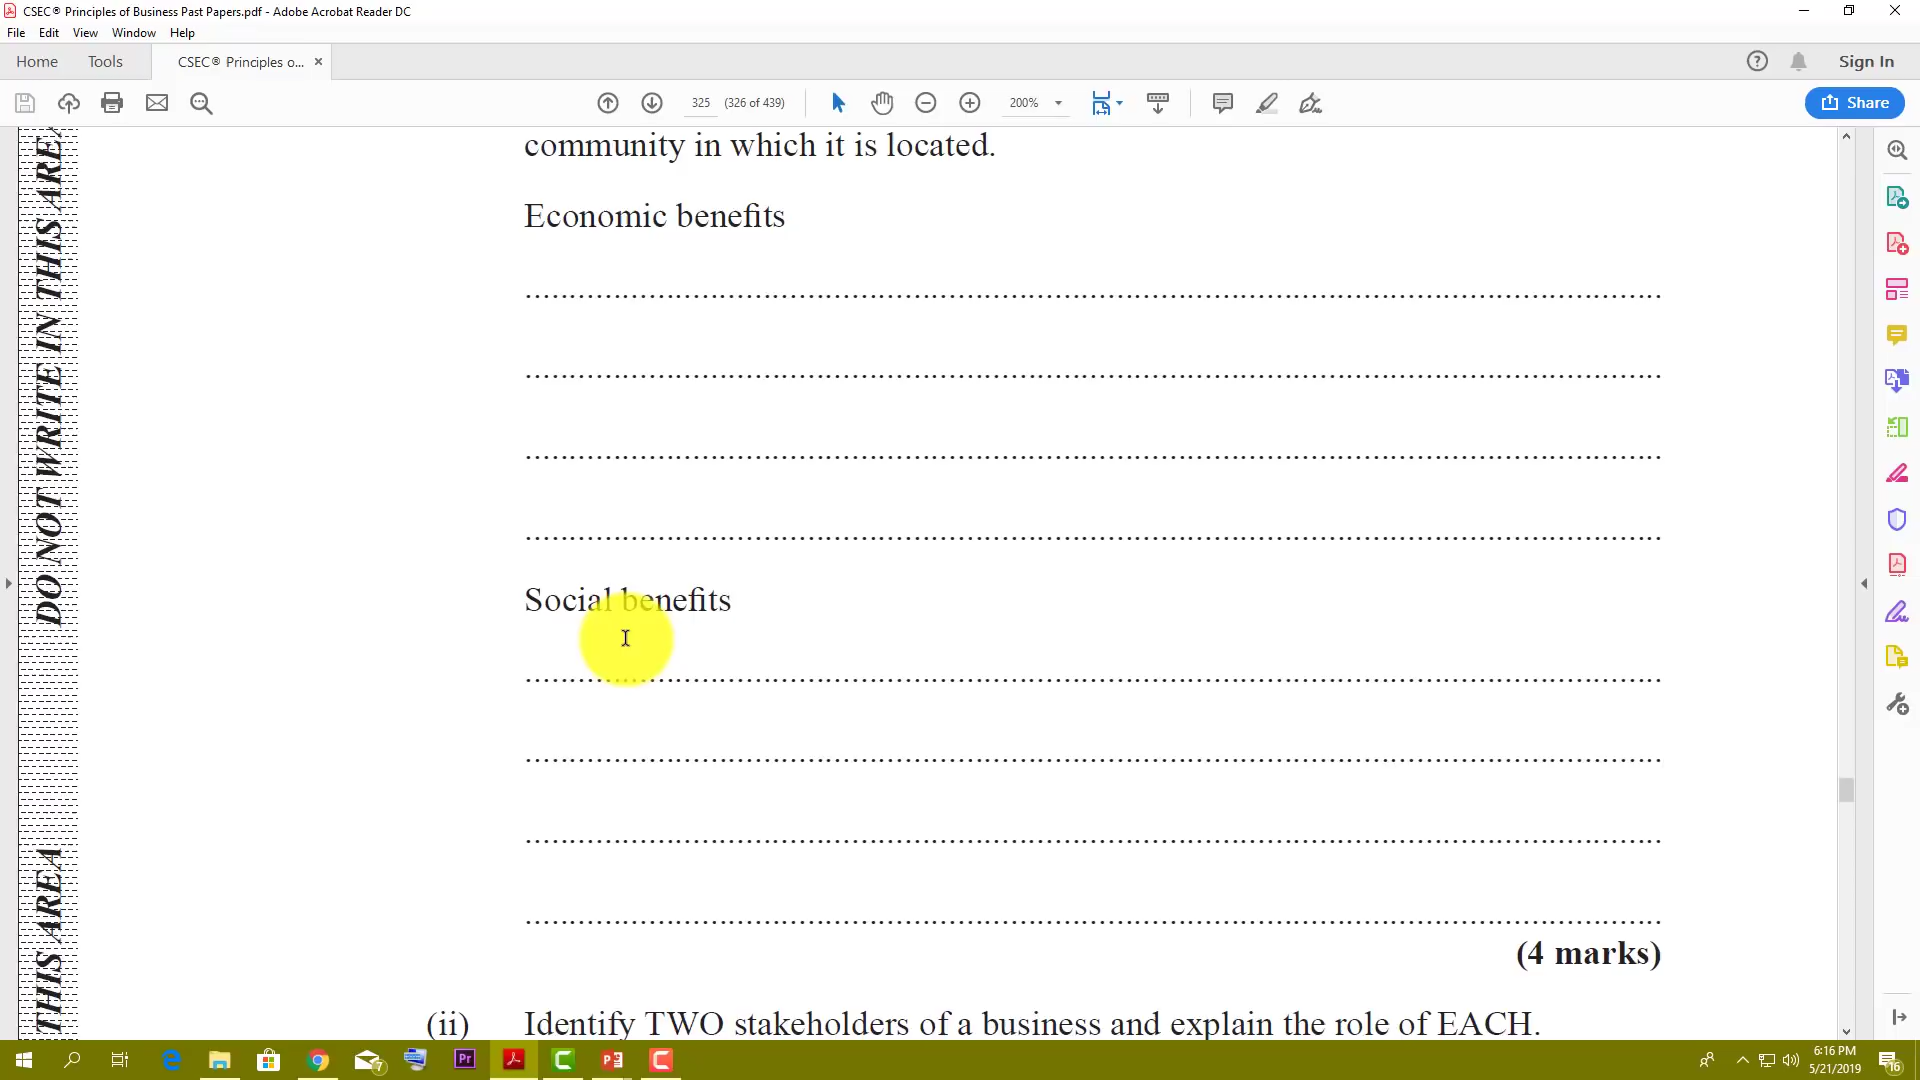 CSEC® Principles of Business Past Papers.pdf - Adobe Acrobat Reader DC
File Edit View Window Help
Home Tools CSEC® Principles o... × Sign In
325 (326 of 439) 200% Share
community in which it is located.
Economic benefits
Social benefits
(4 marks)
(ii) Identify TWO stakeholders of a business and explain the role of EACH.
DO NOT WRITE IN THIS AREA
THIS AREA
6:16 PM
5/21/2019
7
Pr
16